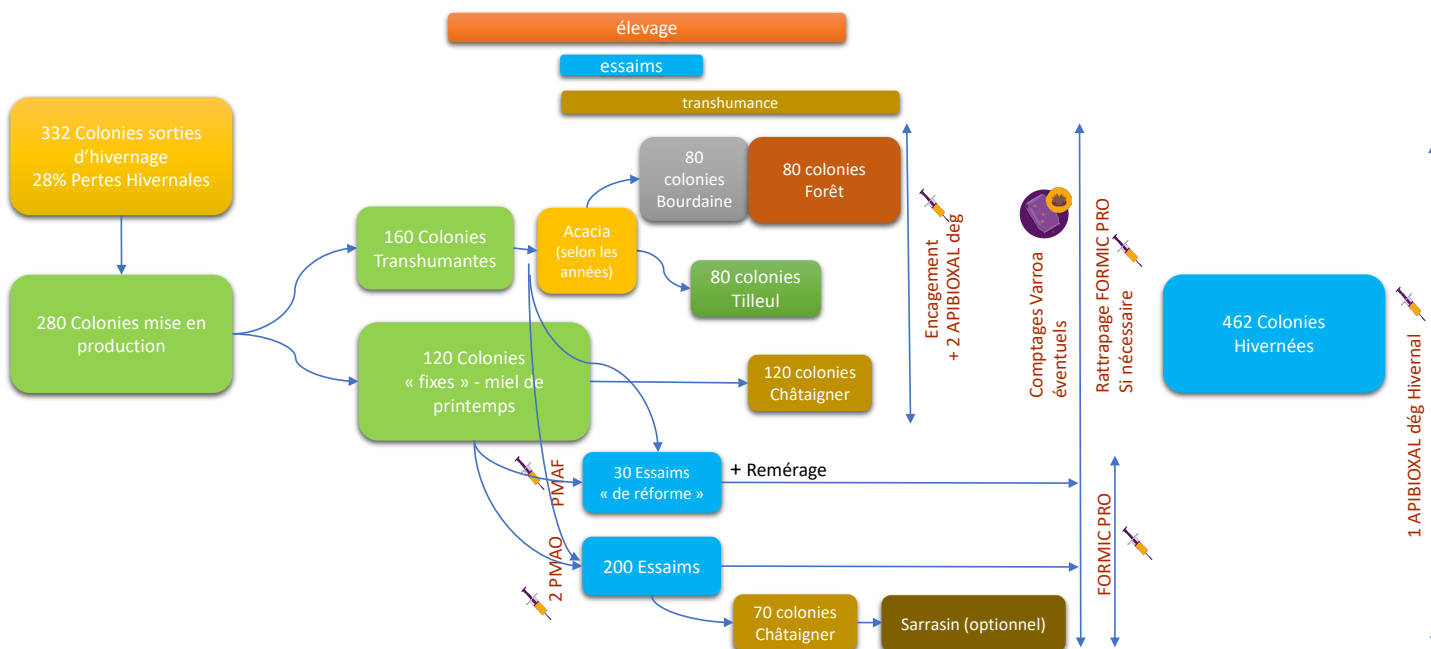 élevage
essaims
transhumance
332 Colonies sorties
d'hivernage
28% Pertes Hivernales
280 Colonies mise en
production
160 Colonies
Transhumantes
120 Colonies
« fixes » - miel de
printemps
Acacia
(selon les
années)
80
colonies
Bourdaine
80 colonies
Forêt
80 colonies
Tilleul
120 colonies
Châtaigner
PMAF
30 Essaims
« de réforme »
+ Remérage
2 PMAO
200 Essaims
70 colonies
Châtaigner
Sarrasin (optionnel)
Encagement
+ 2 APIBIOXAL deg
Comptages Varroa
éventuels
Rattrapage FORMIC PRO
Si nécessaire
FORMIC PRO
462 Colonies
Hivernées
1 APIBIOXAL dég Hivernal